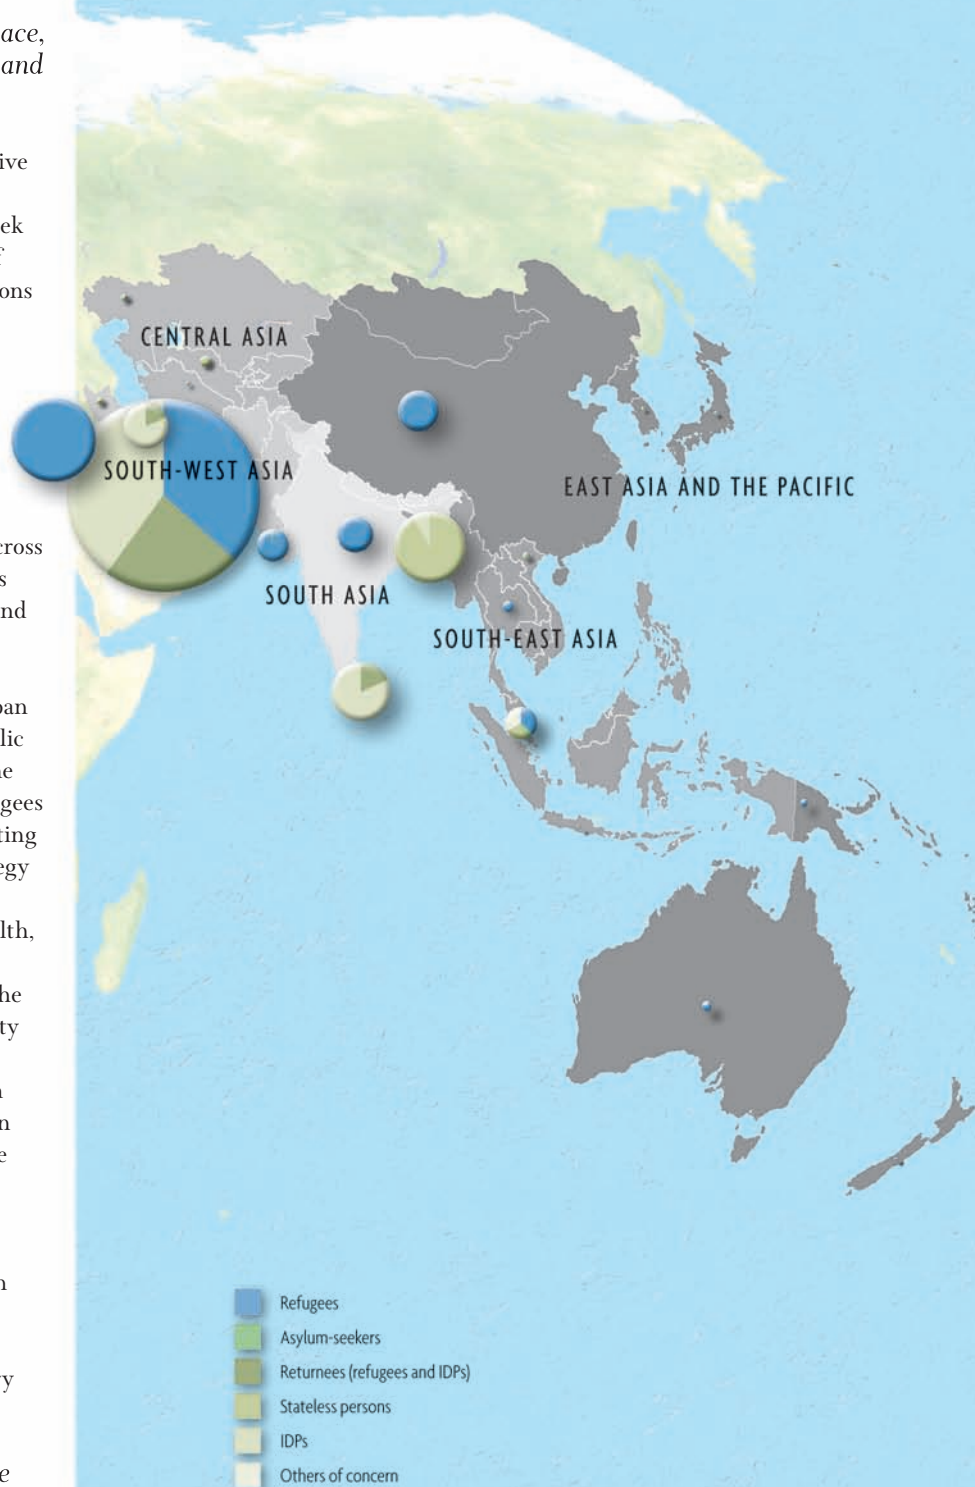 ace,
and
ive
ek
f
ons
cross
s
nd
pan
lic
ne
gees
ting
egy
lth,
he
ty
n
n
e
n
y
e
CENTRAL ASIA
SOUTH-WEST ASIA
EAST ASIA AND THE PACIFIC
SOUTH ASIA
SOUTH-EAST ASIA
Refugees
Asylum-seekers
Returnees (refugees and IDPs)
Stateless persons
IDPs
Others of concern